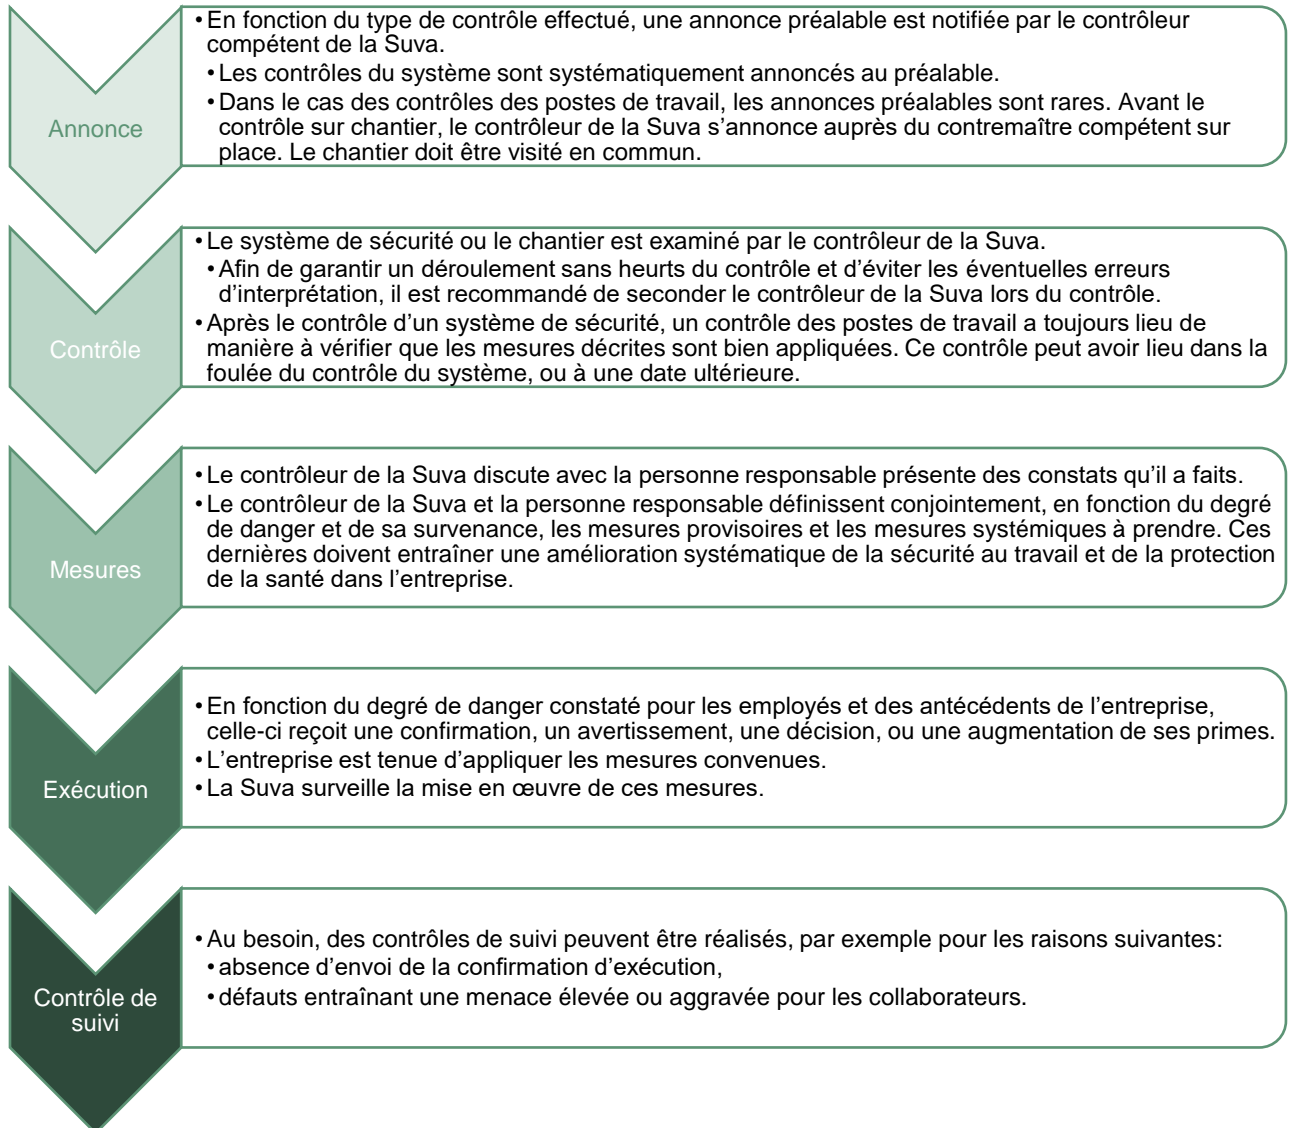 Annonce
•En fonction du type de contrôle effectué, une annonce préalable est notifiée par le contrôleur
compétent de la Suva.
•Les contrôles du système sont systématiquement annoncés au préalable.
•Dans le cas des contrôles des postes de travail, les annonces préalables sont rares. Avant le
contrôle sur chantier, le contrôleur de la Suva s’annonce auprès du contremaître compétent sur
place. Le chantier doit être visité en commun.
Contrôle
•Le système de sécurité ou le chantier est examiné par le contrôleur de la Suva.
•Afin de garantir un déroulement sans heurts du contrôle et d’éviter les éventuelles erreurs
d’interprétation, il est recommandé de seconder le contrôleur de la Suva lors du contrôle.
•Après le contrôle d’un système de sécurité, un contrôle des postes de travail a toujours lieu de
manière à vérifier que les mesures décrites sont bien appliquées. Ce contrôle peut avoir lieu dans la
foulée du contrôle du système, ou à une date ultérieure.
Mesures
•Le contrôleur de la Suva discute avec la personne responsable présente des constats qu’il a faits.
•Le contrôleur de la Suva et la personne responsable définissent conjointement, en fonction du degré
de danger et de sa survenance, les mesures provisoires et les mesures systémiques à prendre. Ces
dernières doivent entraîner une amélioration systématique de la sécurité au travail et de la protection
de la santé dans l’entreprise.
Exécution
•En fonction du degré de danger constaté pour les employés et des antécédents de l’entreprise,
celle-ci reçoit une confirmation, un avertissement, une décision, ou une augmentation de ses primes.
•L’entreprise est tenue d’appliquer les mesures convenues.
•La Suva surveille la mise en œuvre de ces mesures.
Contrôle de
suivi
•Au besoin, des contrôles de suivi peuvent être réalisés, par exemple pour les raisons suivantes:
•absence d’envoi de la confirmation d’exécution,
•défauts entraînant une menace élevée ou aggravée pour les collaborateurs.